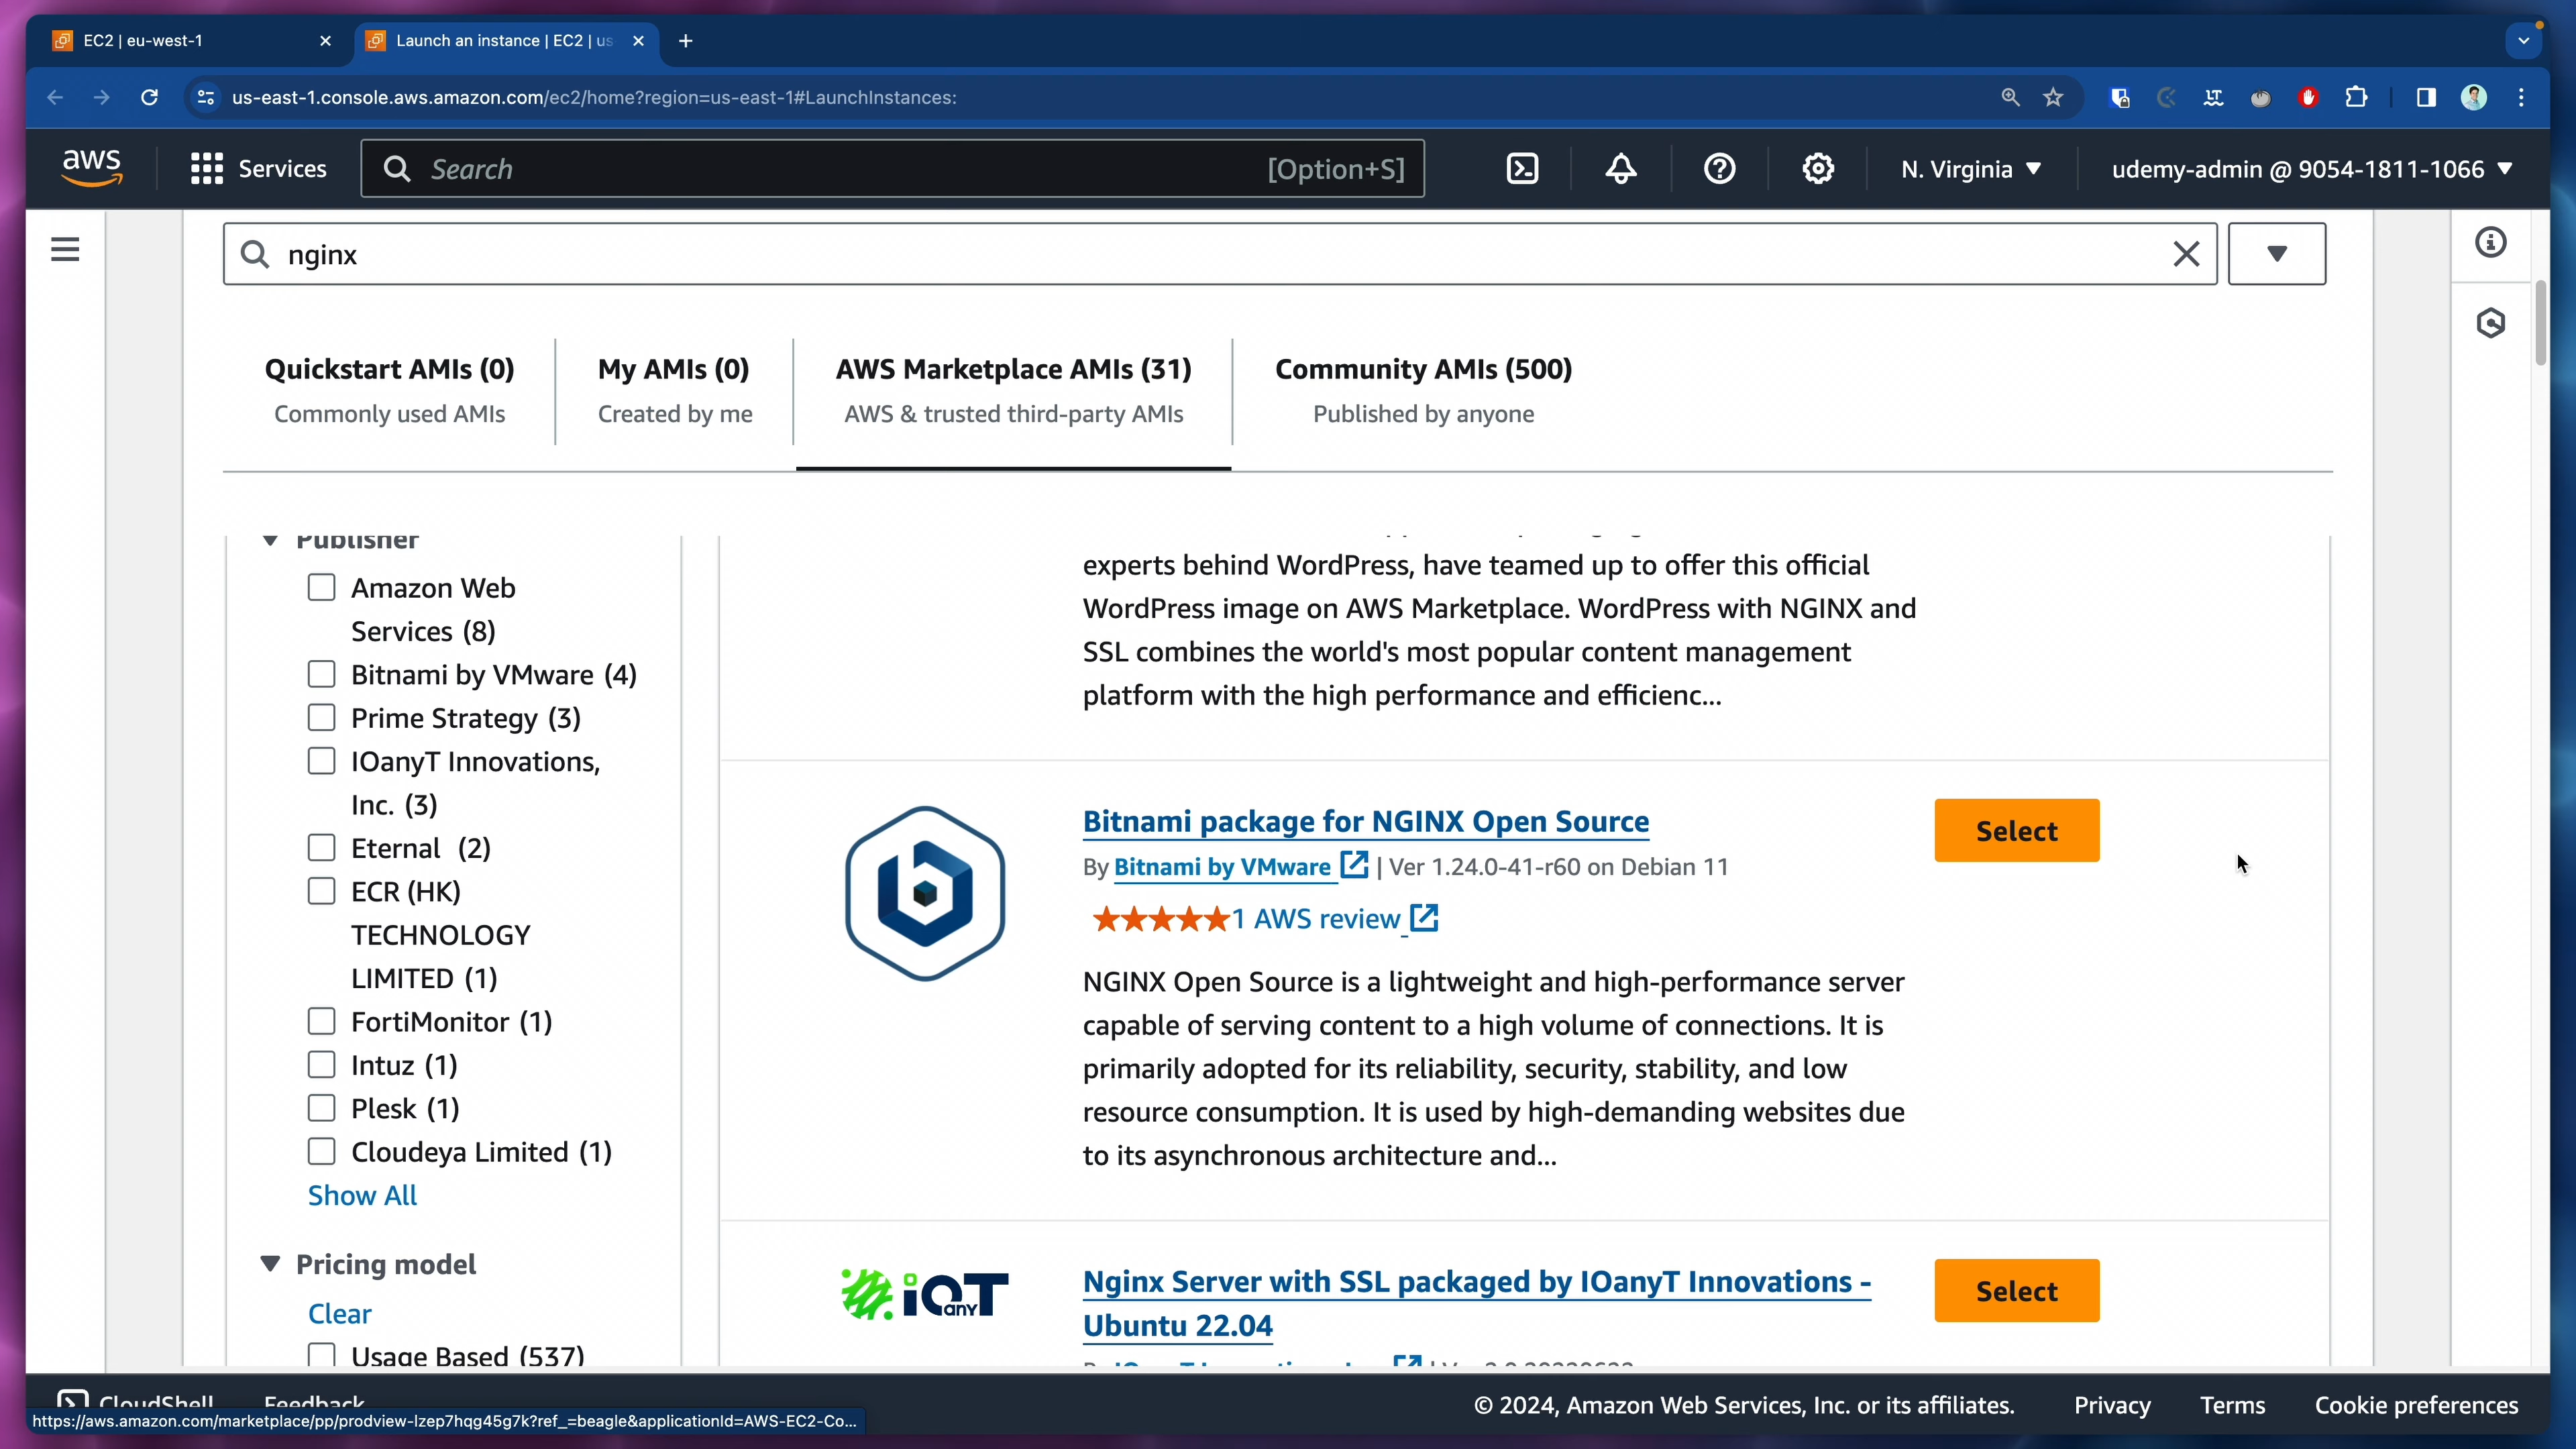 EC2 | eu-west-1
Launch an instance | EC2 | us
us-east-1.console.aws.amazon.com/ec2/home?region=us-east-1#LaunchInstances:
aws
Services
Search
[Option+S]
N. Virginia
udemy-admin @ 9054-1811-1066
nginx
Quickstart AMIs (0)
Commonly used AMIs
My AMIs (0)
Created by me
AWS Marketplace AMIs (31)
AWS & trusted third-party AMIs
Community AMIs (500)
Published by anyone
Publisher
Amazon Web
Services (8)
Bitnami by VMware (4)
Prime Strategy (3)
IOanyT Innovations,
Inc. (3)
Eternal (2)
ECR (HK)
TECHNOLOGY
LIMITED (1)
FortiMonitor (1)
Intuz (1)
Plesk (1)
Cloudeya Limited (1)
Show All
Pricing model
Clear
Usage Based (537)
experts behind WordPress, have teamed up to offer this official
WordPress image on AWS Marketplace. WordPress with NGINX and
SSL combines the world's most popular content management
platform with the high performance and efficienc...
Bitnami package for NGINX Open Source
Select
By Bitnami by VMware | Ver 1.24.0-41-r60 on Debian 11
1 AWS review
NGINX Open Source is a lightweight and high-performance server
capable of serving content to a high volume of connections. It is
primarily adopted for its reliability, security, stability, and low
resource consumption. It is used by high-demanding websites due
to its asynchronous architecture and...
iOT
any
Nginx Server with SSL packaged by IOanyT Innovations -
Ubuntu 22.04
Select
CloudShell
Feedback
© 2024, Amazon Web Services, Inc. or its affiliates.
Privacy
Terms
Cookie preferences
https://aws.amazon.com/marketplace/pp/prodview-lzep7hqg45g7k?ref_=beagle&applicationId=AWS-EC2-Co...